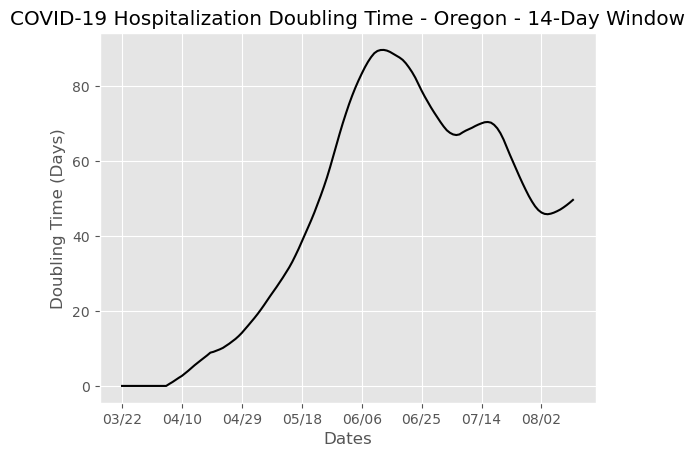 COVID-19 Hospitalization Doubling Time - Oregon - 14-Day Window
Doubling Time (Days)
80
60
40
20
0
03/22 04/10 04/29 05/18 06/06 06/25 07/14 08/02
Dates